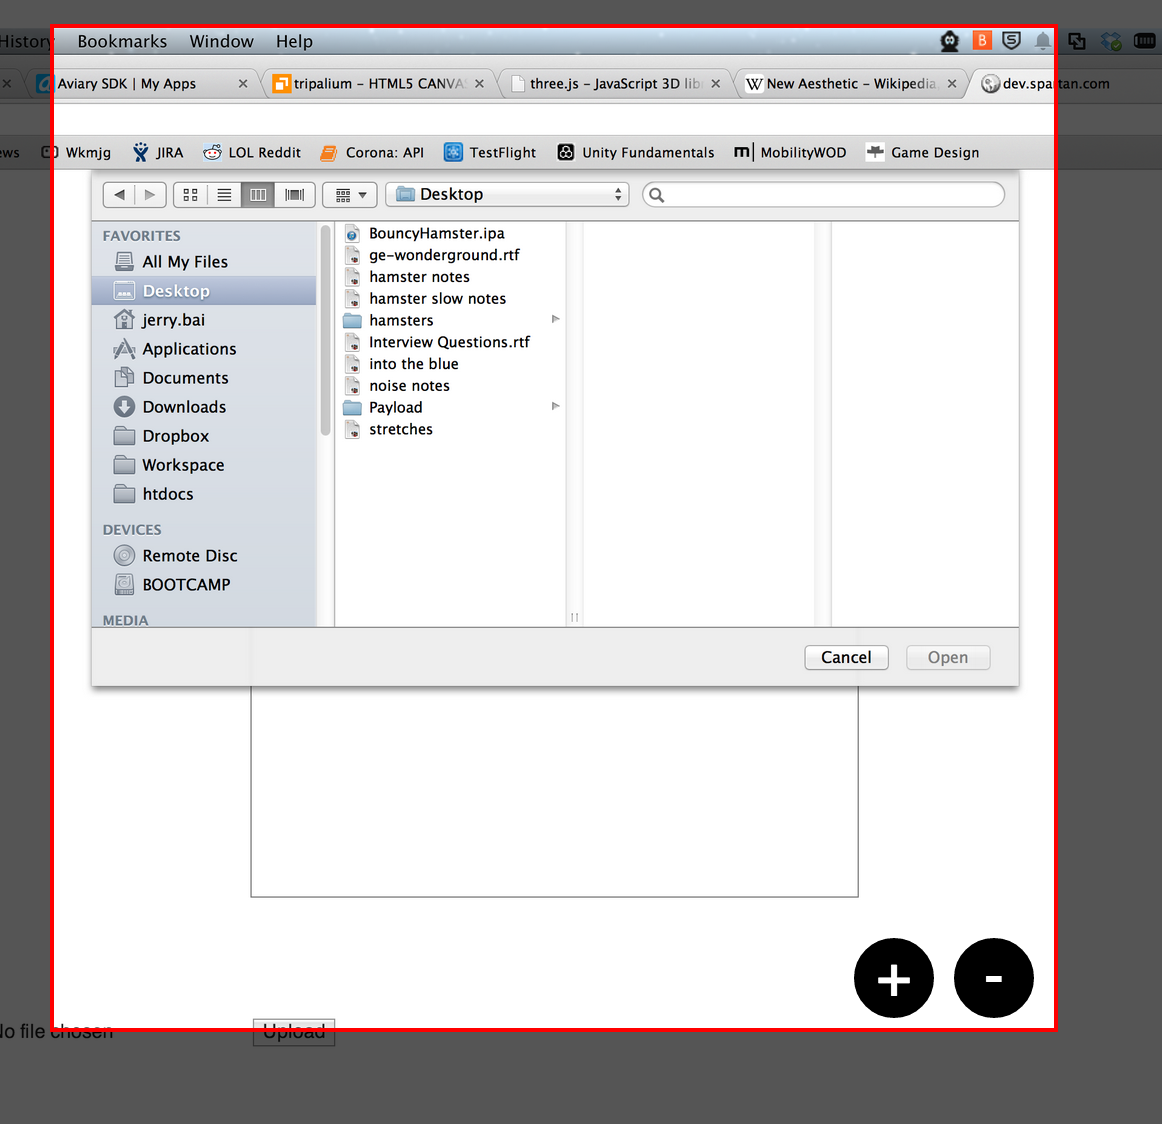 History Bookmarks Window Help
Aviary SDK | My Apps tripalium – HTML5 CANVAS three.js – JavaScript 3D lib New Aesthetic – Wikipedia, dev.spartan.com
ews Wkmjg JIRA LOL Reddit Corona: API TestFlight Unity Fundamentals m| MobilityWOD Game Design
Desktop
FAVORITES
All My Files
Desktop
jerry.bai
Applications
Documents
Downloads
Dropbox
Workspace
htdocs
DEVICES
Remote Disc
BOOTCAMP
MEDIA
BouncyHamster.ipa
ge-wonderground.rtf
hamster notes
hamster slow notes
hamsters
Interview Questions.rtf
into the blue
noise notes
Payload
stretches
Cancel Open
+ -
No file chosen Upload